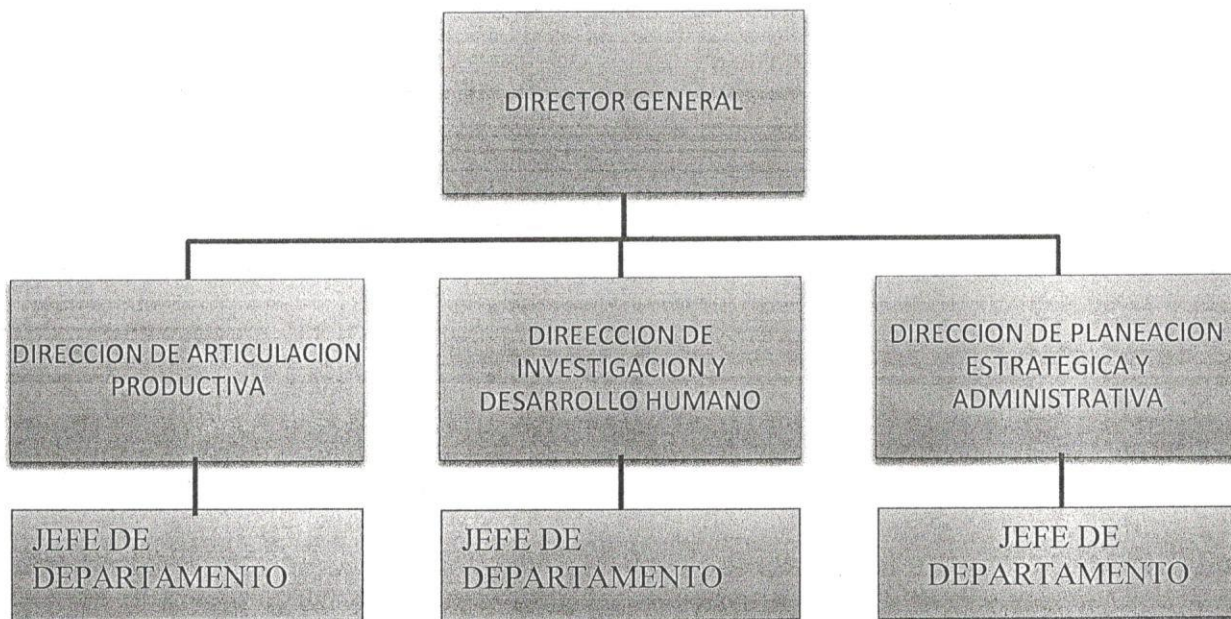 DIRECTOR GENERAL
DIRECCION DE ARTICULACION
PRODUCTIVA
DIREECCION DE
INVESTIGACION Y
DESARROLLO HUMANO
DIRECCION DE PLANEACION
ESTRATEGICA Y
ADMINISTRATIVA
JEFE DE
DEPARTAMENTO
JEFE DE
DEPARTAMENTO
JEFE DE
DEPARTAMENTO